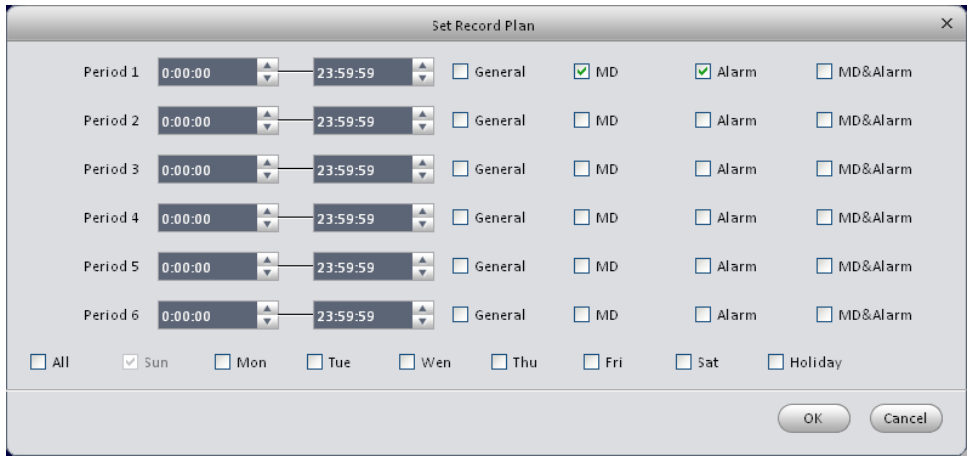 Set Record Plan
Period 1 0:00:00 23:59:59 General MD Alarm MD&Alarm
Period 2 0:00:00 23:59:59 General MD Alarm MD&Alarm
Period 3 0:00:00 23:59:59 General MD Alarm MD&Alarm
Period 4 0:00:00 23:59:59 General MD Alarm MD&Alarm
Period 5 0:00:00 23:59:59 General MD Alarm MD&Alarm
Period 6 0:00:00 23:59:59 General MD Alarm MD&Alarm
All Sun Mon Tue Wen Thu Fri Sat Holiday
OK Cancel